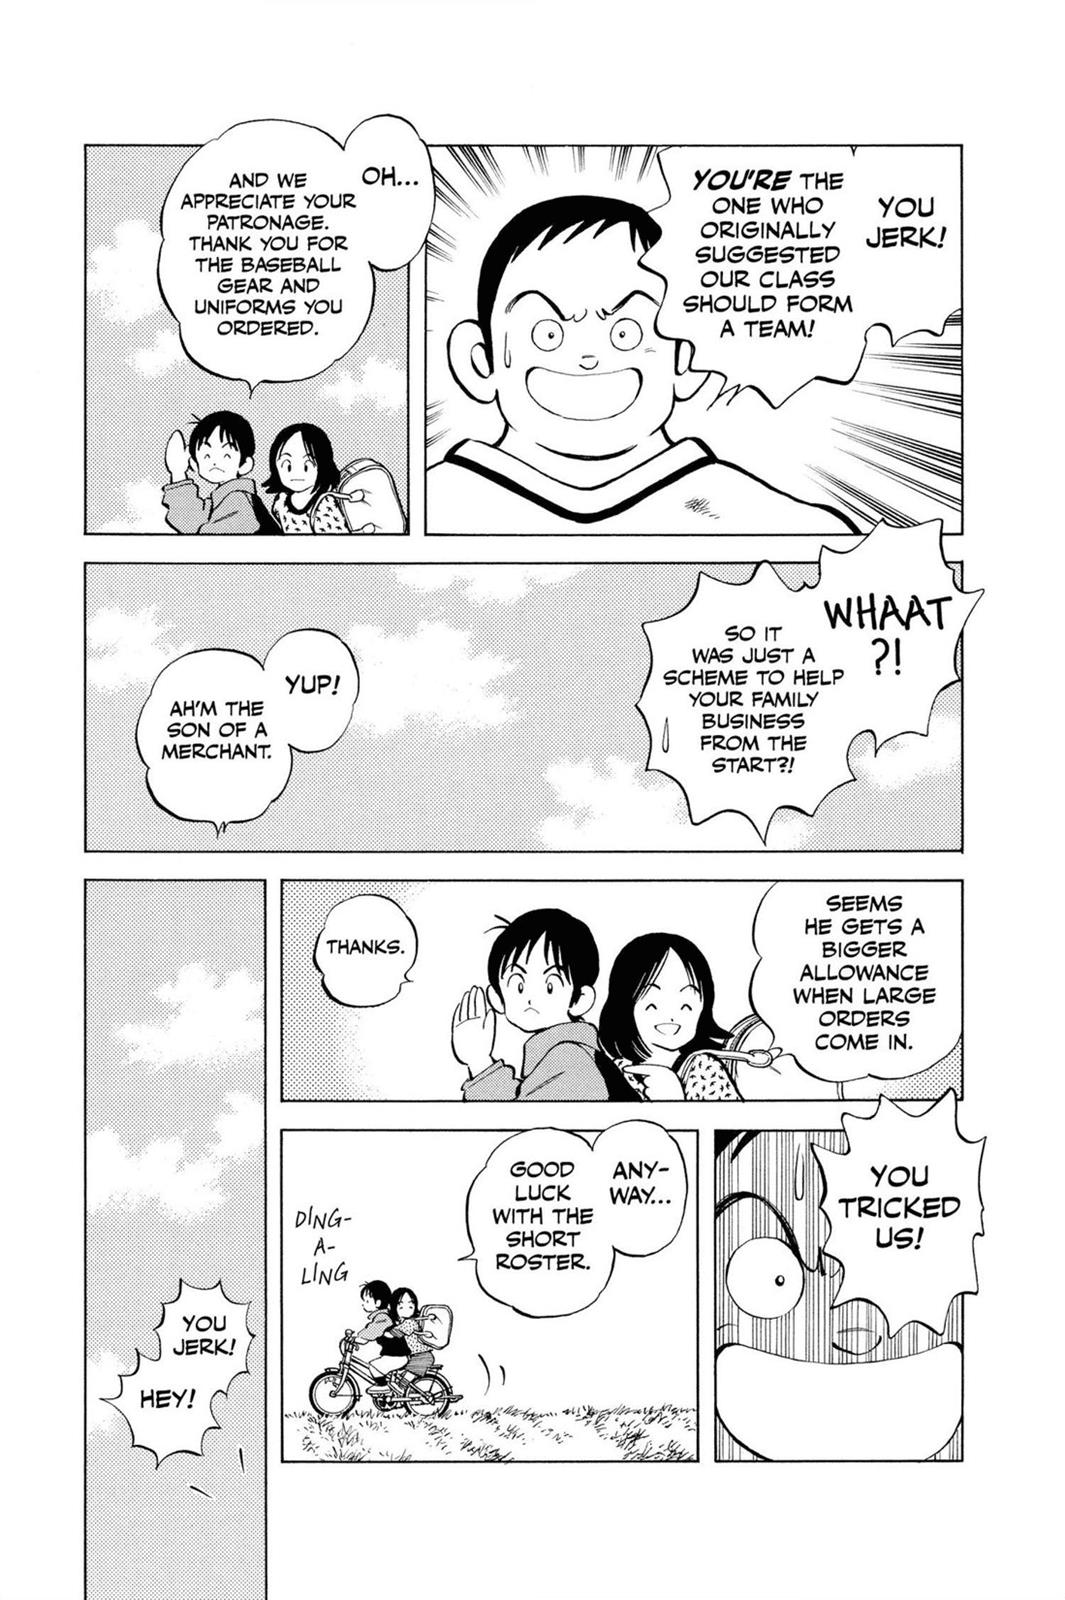 YOU
JERK!
YOU'RE THE
ONE WHO
ORIGINALLY
SUGGESTED
OUR CLASS
SHOULD FORM
A TEAM!
OH...
AND WE
APPRECIATE YOUR
PATRONAGE.
THANK YOU FOR
THE BASEBALL
GEAR AND
UNIFORMS YOU
ORDERED.
WHAAT
?!
SO IT
WAS JUST A
SCHEME TO HELP
YOUR FAMILY
BUSINESS
FROM THE
START?!
YUP!
AH'M THE
SON OF A
MERCHANT.
SEEMS
HE GETS A
BIGGER
ALLOWANCE
WHEN LARGE
ORDERS
COME IN.
THANKS.
YOU
TRICKED
US!
ANY-
WAY...
GOOD
LUCK
WITH THE
SHORT
ROSTER.
DING-
A-
LING
YOU
JERK!
HEY!